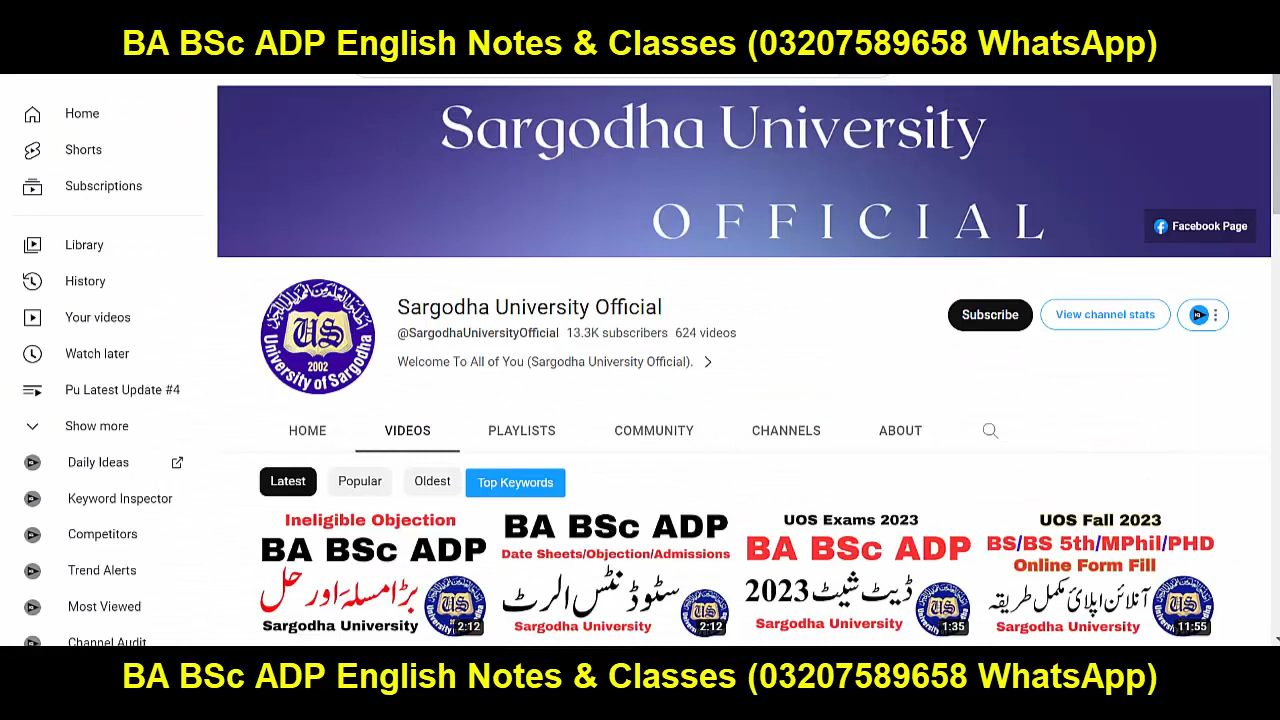 BA BSc ADP English Notes & Classes (03207589658 WhatsApp)
Home
Shorts
Subscriptions
Library
History
Your videos
Watch later
Pu Latest Update #4
Show more
Daily Ideas
Keyword Inspector
Competitors
Trend Alerts
Most Viewed
Channel Audit
Sargodha University
OFFICIAL
Facebook Page
US
2002
University of Sargodha
Sargodha University Official
@SargodhaUniversityOfficial 13.3K subscribers 624 videos
Welcome To All of You (Sargodha University Official).
Subscribe
View channel stats
HOME VIDEOS PLAYLISTS COMMUNITY CHANNELS ABOUT
Latest Popular Oldest Top Keywords
Ineligible Objection
BA BSc ADP
بڑا مسلہ اور حل
Sargodha University
2:12
BA BSc ADP
Date Sheets/Objection/Admissions
سٹوڈنٹس الرٹ
Sargodha University
2:12
UOS Exams 2023
BA BSc ADP
ڈیٹ شیٹ 2023
Sargodha University
1:35
UOS Fall 2023
BS/BS 5th/MPhil/PHD
Online Form Fill
آنلائن اپلائی مکمل طریقہ
Sargodha University
11:55
BA BSc ADP English Notes & Classes (03207589658 WhatsApp)